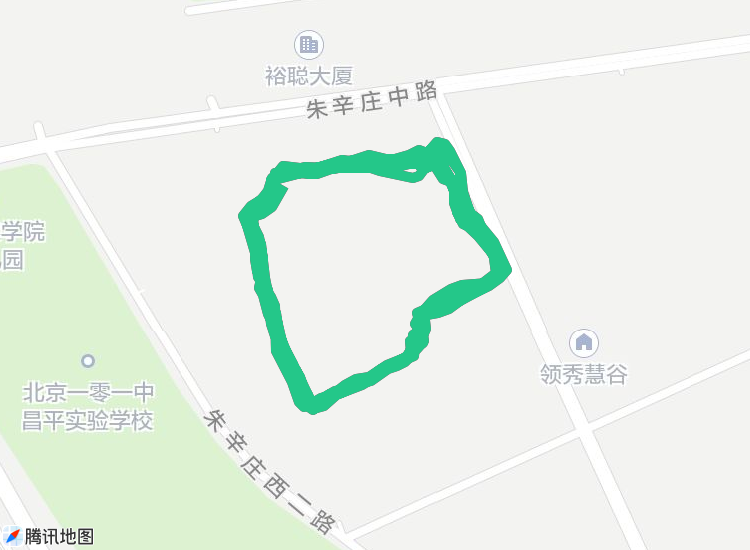 裕聪大厦
朱辛庄中路
学院
园
领秀慧谷
北京一零一中
昌平实验学校
朱辛庄西二路
腾讯地图